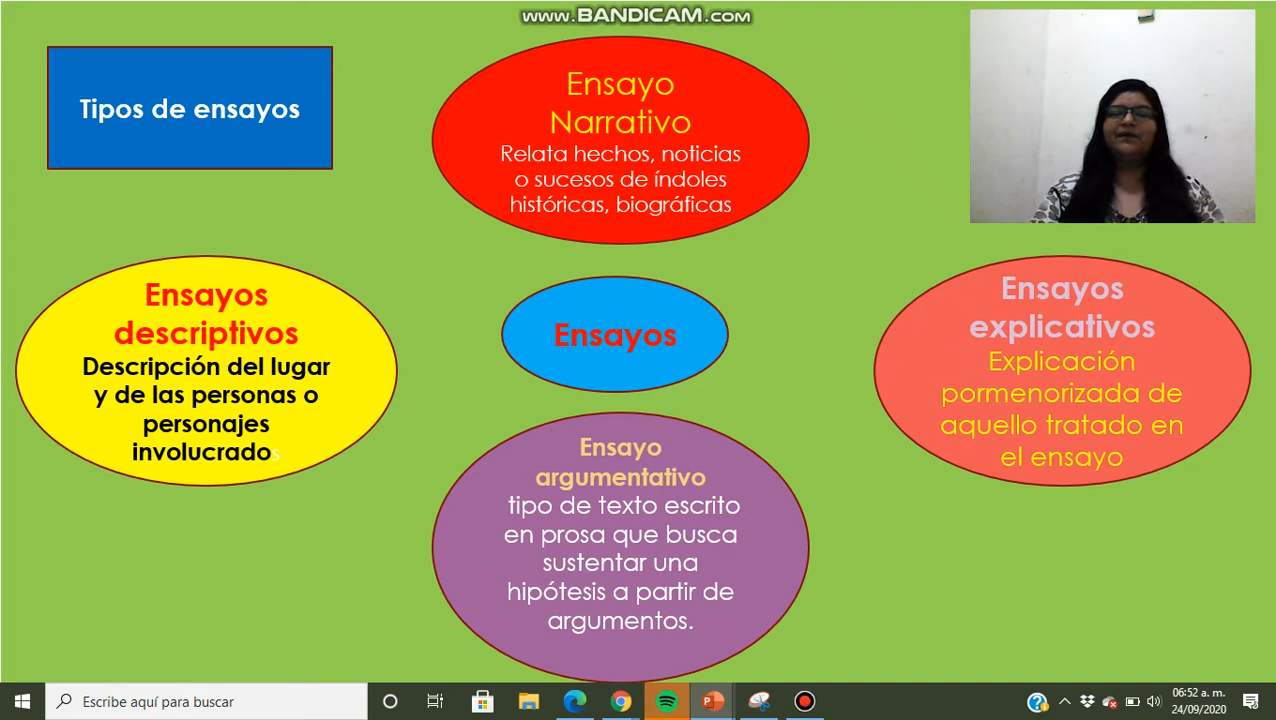 www.BANDICAM.com
Tipos de ensayos
Ensayo
Narrativo
Relata hechos, noticias
o sucesos de índoles
históricas, biográficas
Ensayos
descriptivos
Descripción del lugar
y de las personas o
personajes
involucrados
Ensayos
Ensayos
explicativos
Explicación
pormenorizada de
aquello tratado en
el ensayo
Ensayo
argumentativo
tipo de texto escrito
en prosa que busca
sustentar una
hipótesis a partir de
argumentos.
Escribe aquí para buscar
06:52 a. m.
24/09/2020